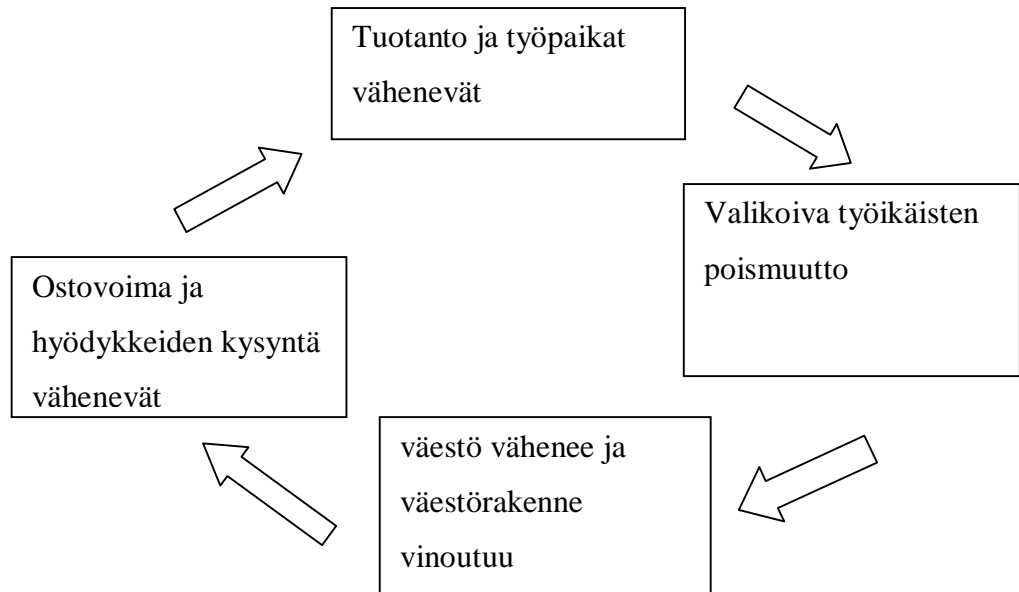 Tuotanto ja työpaikat
vähenevät
Valikoiva työikäisten
poismuutto
Ostovoima ja
hyödykkeiden kysyntä
vähenevät
väestö vähenee ja
väestörakenne
vinoutuu